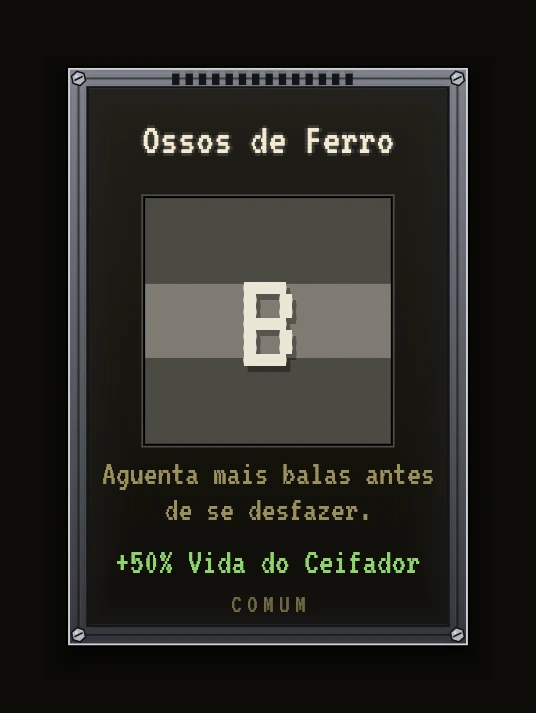 Ossos de Ferro
B
Aguenta mais balas antes
de se desfazer.
+50% Vida do Ceifador
COMUM